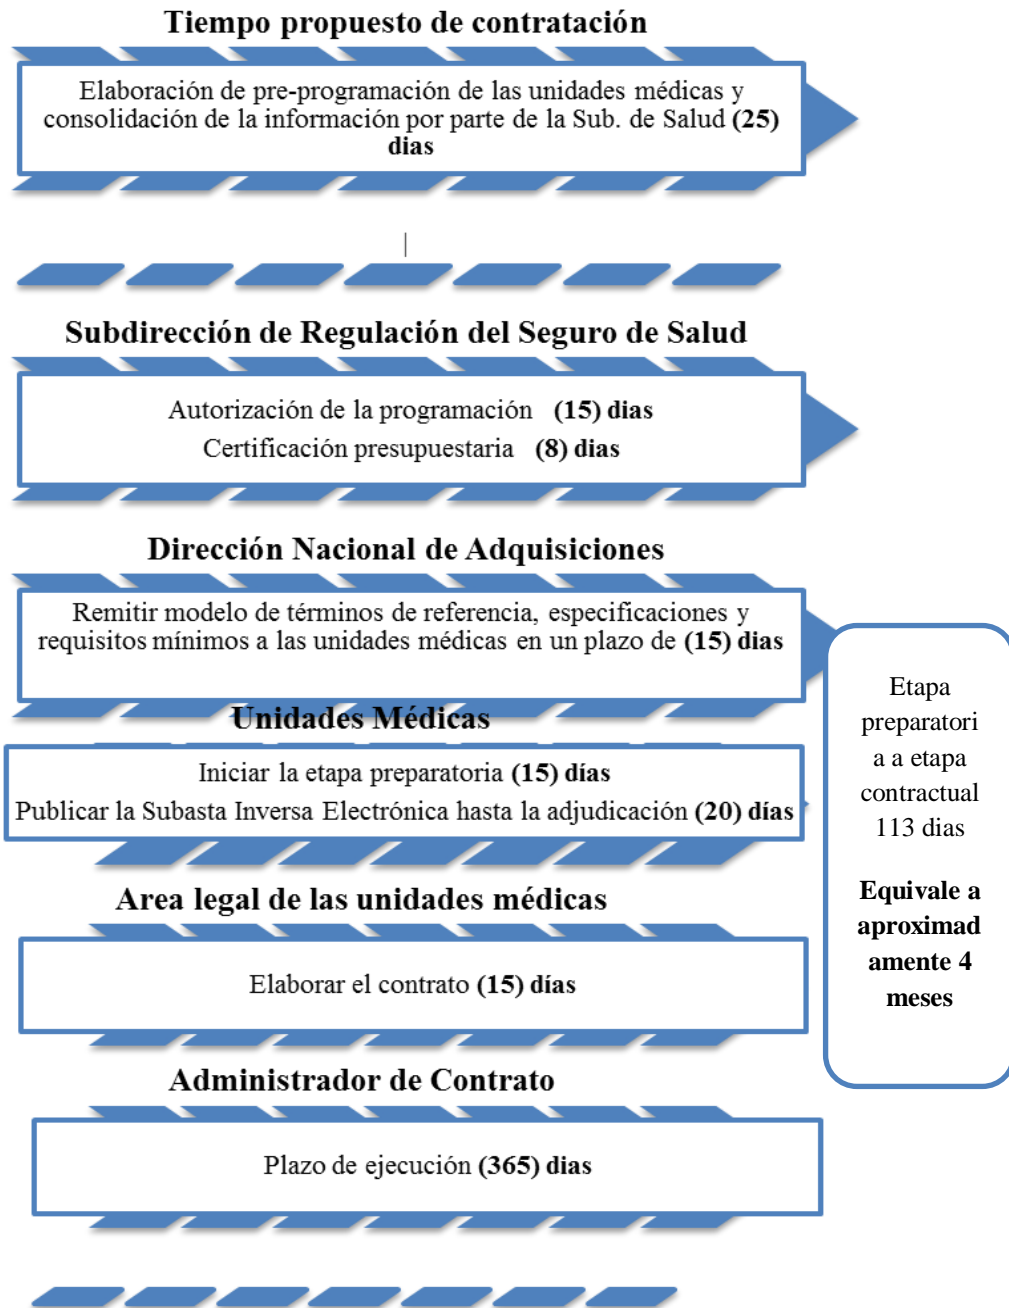 Tiempo propuesto de contratación
Elaboración de pre-programación de las unidades médicas y
consolidación de la información por parte de la Sub. de Salud (25)
dias
Subdirección de Regulación del Seguro de Salud
Autorización de la programación (15) dias
Certificación presupuestaria (8) dias
Dirección Nacional de Adquisiciones
Remitir modelo de términos de referencia, especificaciones y
requisitos mínimos a las unidades médicas en un plazo de (15) dias
Unidades Médicas
Iniciar la etapa preparatoria (15) días
Publicar la Subasta Inversa Electrónica hasta la adjudicación (20) días
Area legal de las unidades médicas
Elaborar el contrato (15) días
Administrador de Contrato
Plazo de ejecución (365) dias
Etapa
preparatori
a a etapa
contractual
113 dias
Equivale a
aproximad
amente 4
meses